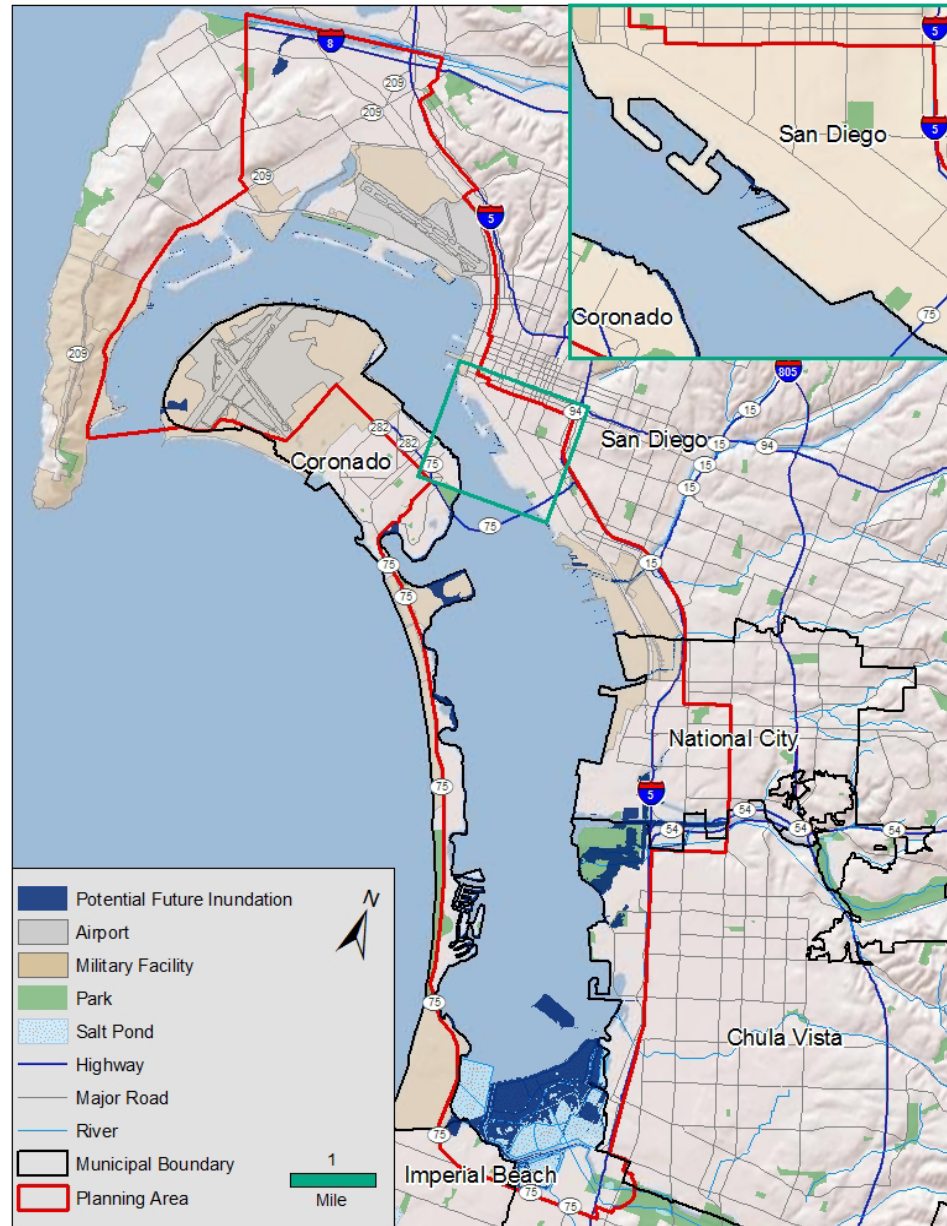 8
209
209
209
5
209
282
282
Coronado
75
75
75
75
75
75
75
75
75
94
San Diego
805
15
94
15
15
15
National City
5
54
54
54
54
Chula Vista
Imperial Beach
5
5
San Diego
Coronado
75
Potential Future Inundation
Airport
Military Facility
Park
Salt Pond
Highway
Major Road
River
Municipal Boundary
Planning Area
N
1
Mile